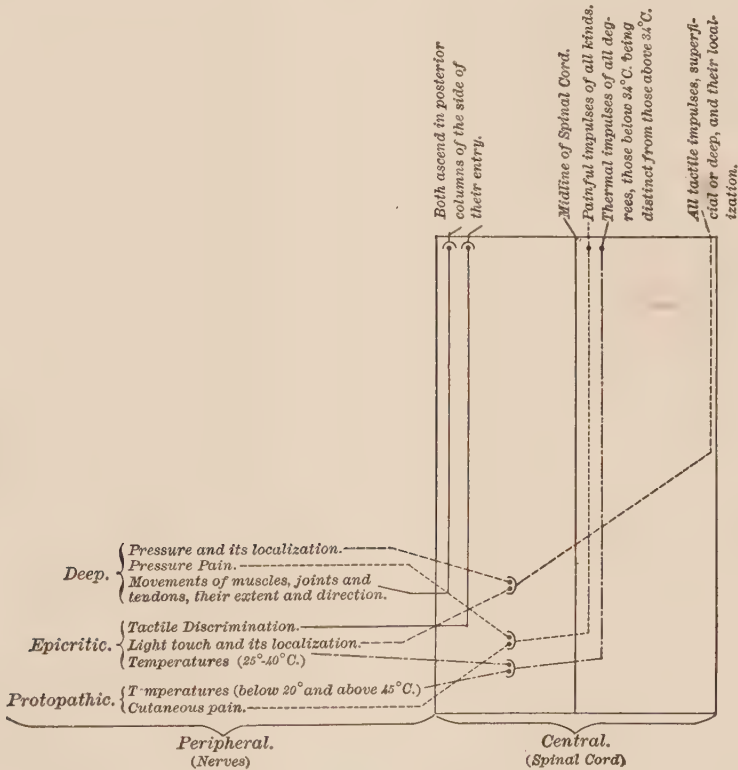 Both ascend in posterior
columns of the side of
their entry.
Midline of Spinal Cord.
Painful impulses of all kinds.
Thermal impulses of all deg-
rees, those below 34°C. being
distinct from those above 34°C.
All tactile impulses, superfi-
cial or deep, and their local-
ization.
Deep.
Pressure and its localization.
Pressure Pain.
Movements of muscles, joints and
tendons, their extent and direction.
Epicritic.
Tactile Discrimination.
Light touch and its localization.
Temperatures (25°-40°C.)
Protopathic.
T mperatures (below 20° and above 45°C.)
Cutaneous pain.
Peripheral.
(Nerves)
Central.
(Spinal Cord)